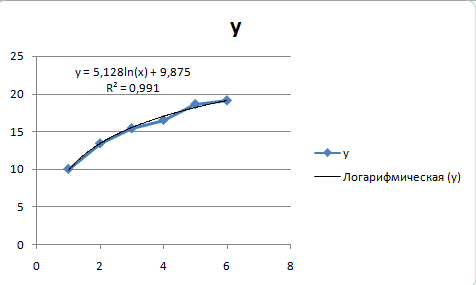 y
y = 5,128ln(x) + 9,875
R² = 0,991
25
20
15
10
5
0
0 2 4 6 8
y
Логарифмическая (y)